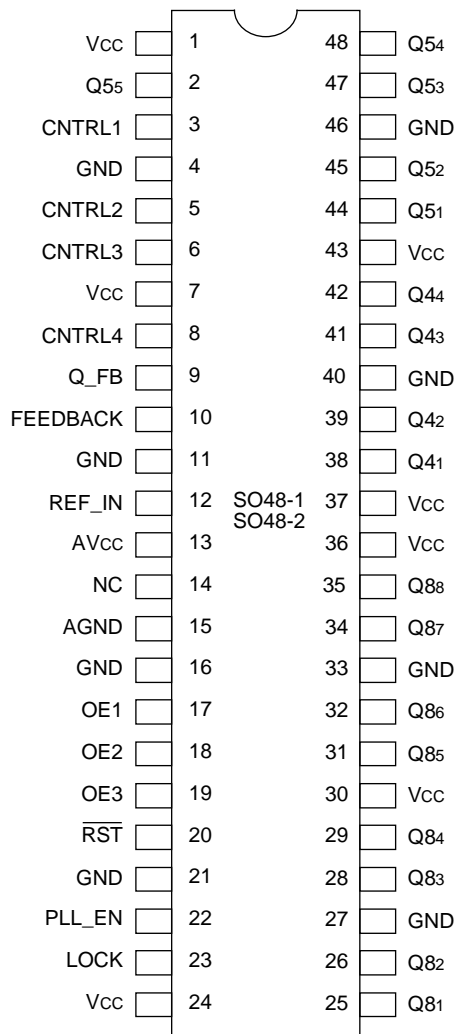 Vcc 1 48 Q54
Q55 2 47 Q53
CNTRL1 3 46 GND
GND 4 45 Q52
CNTRL2 5 44 Q51
CNTRL3 6 43 Vcc
Vcc 7 42 Q44
CNTRL4 8 41 Q43
Q_FB 9 40 GND
FEEDBACK 10 39 Q42
GND 11 38 Q41
REF_IN 12 SO48-1 37 Vcc
SO48-2
AVcc 13 36 Vcc
NC 14 35 Q88
AGND 15 34 Q87
GND 16 33 GND
OE1 17 32 Q86
OE2 18 31 Q85
OE3 19 30 Vcc
R̅S̅T̅ 20 29 Q84
GND 21 28 Q83
PLL_EN 22 27 GND
LOCK 23 26 Q82
Vcc 24 25 Q81